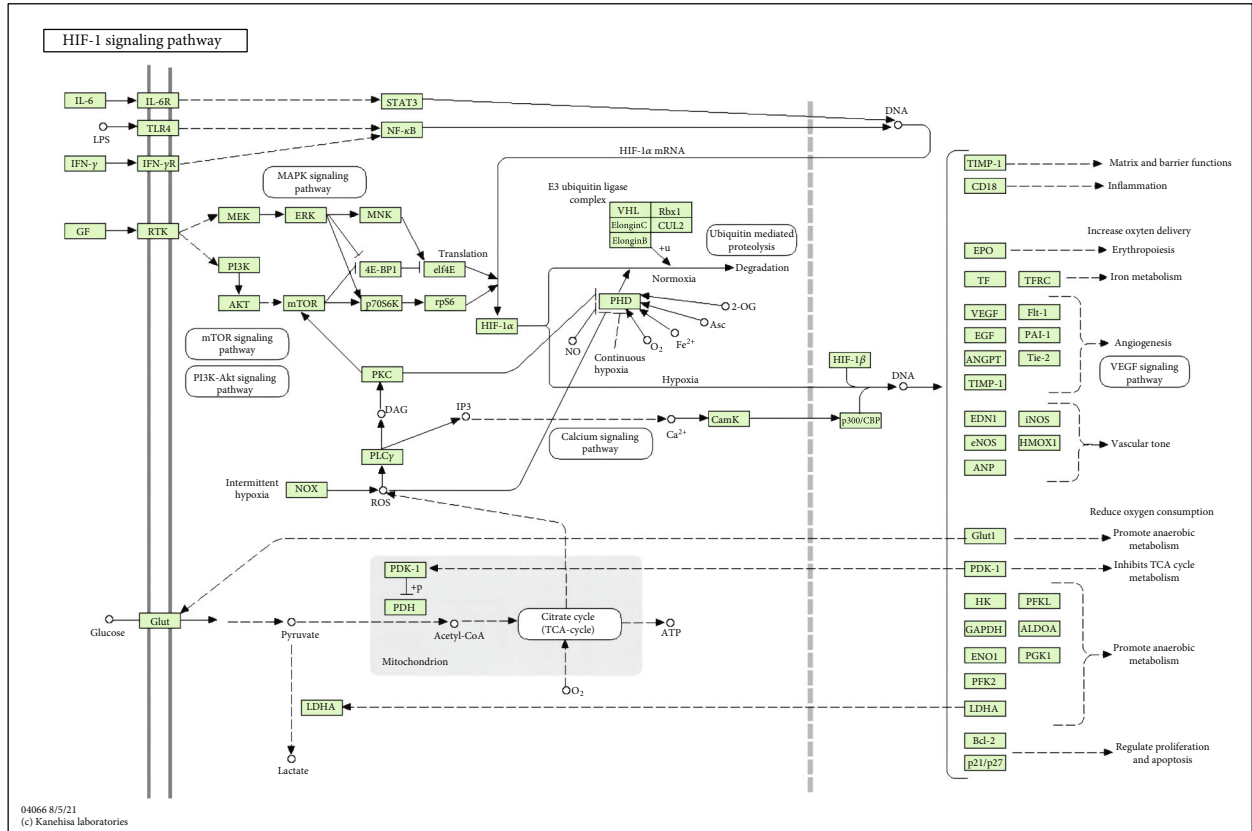 HIF-1 signaling pathway
IL-6
IL-6R
STAT3
DNA
LPS
TLR4
NF-κB
HIF-1α mRNA
IFN-γ
IFN-γR
TIMP-1
Matrix and barrier functions
CD18
Inflammation
MAPK signaling
pathway
E3 ubiquitin ligase
complex
VHL
Rbx1
ElonginC
CUL2
ElonginB
+u
Ubiquitin mediated
proteolysis
MEK
ERK
MNK
GF
RTK
Increase oxyten delivery
EPO
Erythropoiesis
Translation
PI3K
4E-BP1
elf4E
Normoxia
Degradation
TF
TFRC
Iron metabolism
AKT
mTOR
p70S6K
rpS6
PHD
2-OG
Asc
Fe2+
O2
NO
Continuous
hypoxia
HIF-1α
VEGF
Flt-1
EGF
PAI-1
Angiogenesis
ANGPT
Tie-2
VEGF signaling
pathway
TIMP-1
mTOR signaling
pathway
PI3K-Akt signaling
pathway
PKC
HIF-1β
Hypoxia
DNA
DAG
IP3
Ca2+
CamK
p300/CBP
Calcium signaling
pathway
EDN1
iNOS
eNOS
HMOX1
Vascular tone
ANP
PLCγ
Intermittent
hypoxia
NOX
ROS
Reduce oxygen consumption
Glut1
Promote anaerobic
metabolism
PDK-1
+p
PDH
PDK-1
Inhibits TCA cycle
metabolism
HK
PFKL
GAPDH
ALDOA
ENO1
PGK1
Promote anaerobic
metabolism
PFK2
LDHA
Glucose
Glut
Pyruvate
Acetyl-CoA
Citrate cycle
(TCA-cycle)
ATP
Mitochondrion
O2
LDHA
Lactate
Bcl-2
p21/p27
Regulate proliferation
and apoptosis
04066 8/5/21
(c) Kanehisa laboratories